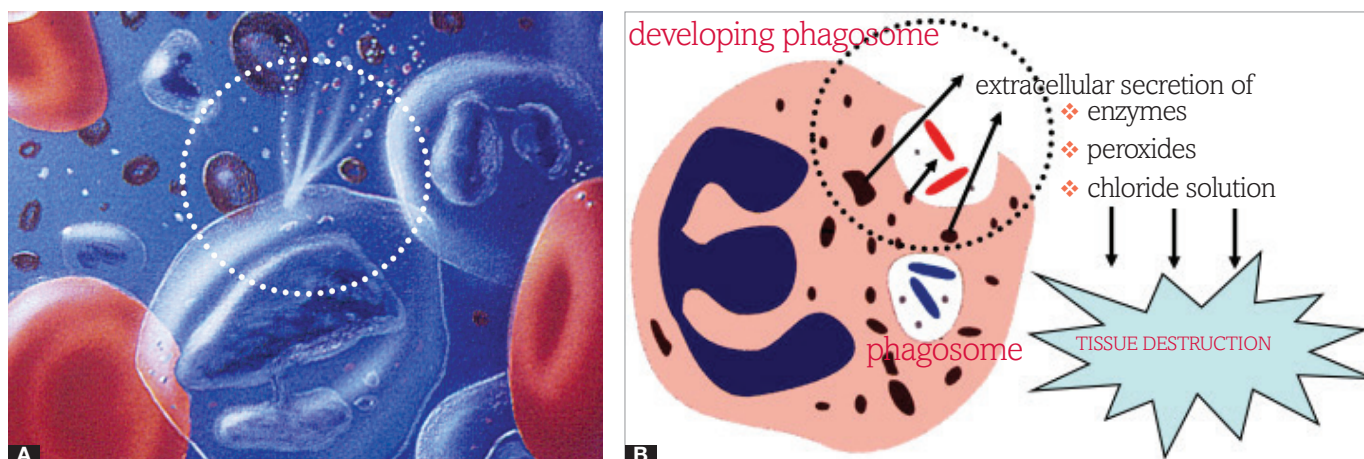 developing phagosome
extracellular secretion of
❖ enzymes
❖ peroxides
❖ chloride solution
phagosome
TISSUE DESTRUCTION
A
B